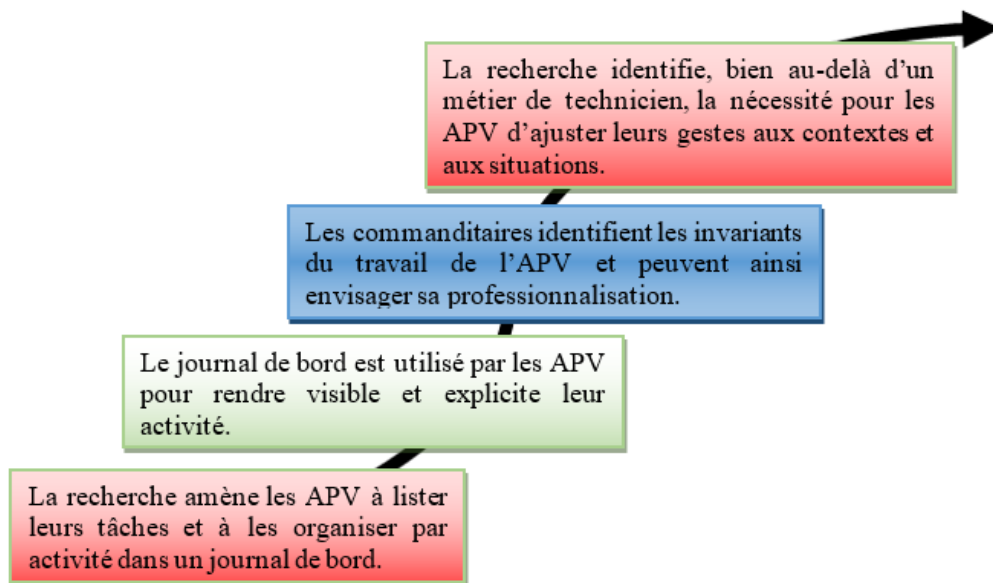 La recherche identifie, bien au-delà d’un
métier de technicien, la nécessité pour les
APV d’ajuster leurs gestes aux contextes et
aux situations.
Les commanditaires identifient les invariants
du travail de l’APV et peuvent ainsi
envisager sa professionnalisation.
Le journal de bord est utilisé par les APV
pour rendre visible et explicite leur
activité.
La recherche amène les APV à lister
leurs tâches et à les organiser par
activité dans un journal de bord.